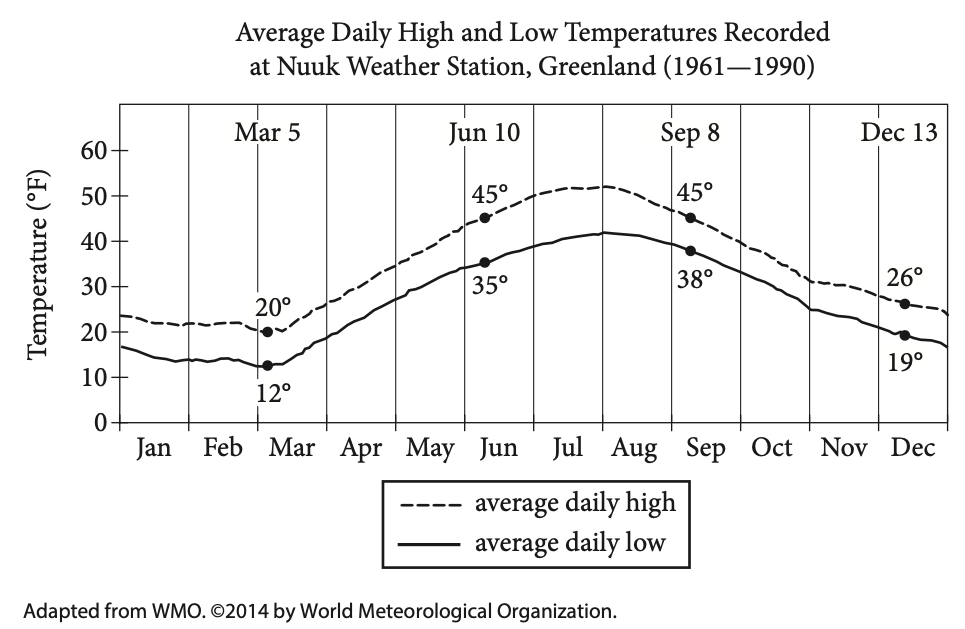 Average Daily High and Low Temperatures Recorded
at Nuuk Weather Station, Greenland (1961—1990)
Temperature (°F)
60
50
40
30
20
10
0
Mar 5
Jun 10
Sep 8
Dec 13
20°
12°
45°
35°
45°
38°
26°
19°
Jan Feb Mar Apr May Jun Jul Aug Sep Oct Nov Dec
average daily high
average daily low
Adapted from WMO. ©2014 by World Meteorological Organization.